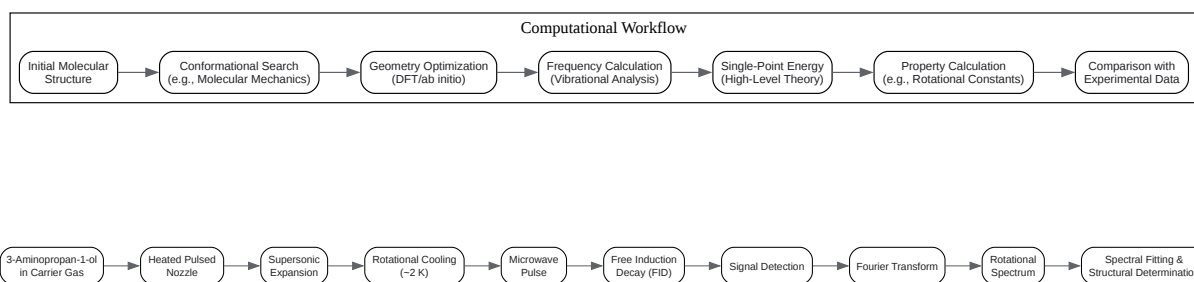 Computational Workflow
Initial Molecular
Structure
Conformational Search
(e.g., Molecular Mechanics)
Geometry Optimization
(DFT/ab initio)
Frequency Calculation
(Vibrational Analysis)
Single-Point Energy
(High-Level Theory)
Property Calculation
(e.g., Rotational Constants)
Comparison with
Experimental Data
3-Aminopropan-1-ol
in Carrier Gas
Heated Pulsed
Nozzle
Supersonic
Expansion
Rotational Cooling
(~2 K)
Microwave
Pulse
Free Induction
Decay (FID)
Signal Detection
Fourier Transform
Rotational
Spectrum
Spectral Fitting &
Structural Determinatio